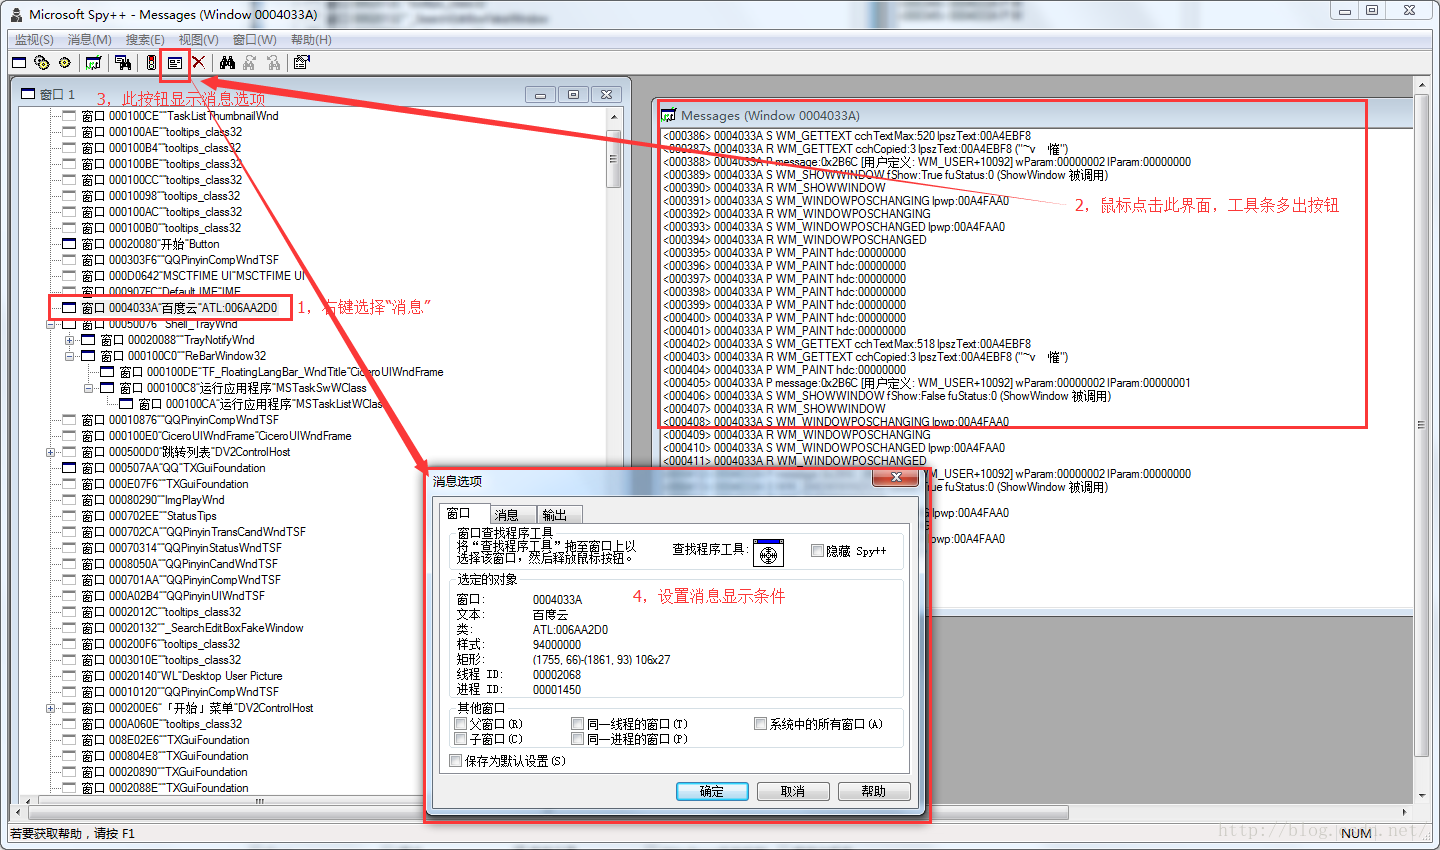 Microsoft Spy++ - Messages (Window 0004033A)
监视(S) 消息(M) 搜索(E) 视图(V) 窗口(W) 帮助(H)
窗口 1
3，此按钮显示消息选项
窗口 000100CE""TaskListThumbnailWnd
窗口 000100AE""tooltips_class32
窗口 000100B4""tooltips_class32
窗口 000100BE""tooltips_class32
窗口 000100CC""tooltips_class32
窗口 00010098""tooltips_class32
窗口 000100AC""tooltips_class32
窗口 000100B0""tooltips_class32
窗口 00020080"开始"Button
窗口 000303F6""QQPinyinCompWndTSF
窗口 000D0642"MSCTFIME UI"MSCTFIME UI
窗口 000907FC"Default IME"IME
窗口 0004033A"百度云"ATL:006AA2D0
1，右键选择“消息”
窗口 00050076""Shell_TrayWnd
窗口 00020088""TrayNotifyWnd
窗口 000100C0""ReBarWindow32
窗口 000100DE"TF_FloatingLangBar_WndTitle"CiceroUIWndFrame
窗口 000100C8"运行应用程序"MSTaskSwWClass
窗口 000100CA"运行应用程序"MSTaskListWClas
窗口 00010876""QQPinyinCompWndTSF
窗口 000100E0"CiceroUIWndFrame"CiceroUIWndFrame
窗口 000500D0"跳转列表"DV2ControlHost
窗口 000507AA"QQ"TXGuiFoundation
窗口 000E07F6""TXGuiFoundation
窗口 00080290""ImgPlayWnd
窗口 000702EE""StatusTips
窗口 000702CA""QQPinyinTransCandWndTSF
窗口 00070314""QQPinyinStatusWndTSF
窗口 0008050A""QQPinyinCandWndTSF
窗口 000701AA""QQPinyinCompWndTSF
窗口 000A02B4""QQPinyinUIWndTSF
窗口 0002012C""tooltips_class32
窗口 00020132""_SearchEditBoxFakeWindow
窗口 000200F6""tooltips_class32
窗口 0003010E""tooltips_class32
窗口 00020140"WL"Desktop User Picture
窗口 00010120""QQPinyinCompWndTSF
窗口 000200E6"「开始」菜单"DV2ControlHost
窗口 000A060E""tooltips_class32
窗口 008E02E6""TXGuiFoundation
窗口 000804E8""TXGuiFoundation
窗口 00020890""TXGuiFoundation
窗口 0002088E""TXGuiFoundation
Messages (Window 0004033A)
<000386> 0004033A S WM_GETTEXT cchTextMax:520 lpszText:00A4EBF8
<000387> 0004033A R WM_GETTEXT cchCopied:3 lpszText:00A4EBF8 ("~v 慛")
<000388> 0004033A P message:0x2B6C [用户定义: WM_USER+10092] wParam:00000002 lParam:00000000
<000389> 0004033A S WM_SHOWWINDOW fShow:True fuStatus:0 (ShowWindow 被调用)
<000390> 0004033A R WM_SHOWWINDOW
<000391> 0004033A S WM_WINDOWPOSCHANGING lpwp:00A4FAA0
<000392> 0004033A R WM_WINDOWPOSCHANGING
<000393> 0004033A S WM_WINDOWPOSCHANGED lpwp:00A4FAA0
<000394> 0004033A R WM_WINDOWPOSCHANGED
<000395> 0004033A P WM_PAINT hdc:00000000
<000396> 0004033A P WM_PAINT hdc:00000000
<000397> 0004033A P WM_PAINT hdc:00000000
<000398> 0004033A P WM_PAINT hdc:00000000
<000399> 0004033A P WM_PAINT hdc:00000000
<000400> 0004033A P WM_PAINT hdc:00000000
<000401> 0004033A P WM_PAINT hdc:00000000
<000402> 0004033A S WM_GETTEXT cchTextMax:518 lpszText:00A4EBF8
<000403> 0004033A R WM_GETTEXT cchCopied:3 lpszText:00A4EBF8 ("~v 慛")
<000404> 0004033A P WM_PAINT hdc:00000000
<000405> 0004033A P message:0x2B6C [用户定义: WM_USER+10092] wParam:00000002 lParam:00000001
<000406> 0004033A S WM_SHOWWINDOW fShow:False fuStatus:0 (ShowWindow 被调用)
<000407> 0004033A R WM_SHOWWINDOW
<000408> 0004033A S WM_WINDOWPOSCHANGING lpwp:00A4FAA0
<000409> 0004033A R WM_WINDOWPOSCHANGING
<000410> 0004033A S WM_WINDOWPOSCHANGED lpwp:00A4FAA0
<000411> 0004033A R WM_WINDOWPOSCHANGED
WM_USER+10092] wParam:00000002 lParam:00000000
ue fuStatus:0 (ShowWindow 被调用)
lpwp:00A4FAA0
lpwp:00A4FAA0
2，鼠标点击此界面，工具条多出按钮
消息选项
窗口 消息 输出
窗口查找程序工具
将“查找程序工具”拖至窗口上以
选择该窗口，然后释放鼠标按钮。
查找程序工具:
隐藏 Spy++
选定的对象
4，设置消息显示条件
窗口: 0004033A
文本: 百度云
类: ATL:006AA2D0
样式: 94000000
矩形: (1755, 66)-(1861, 93) 106x27
线程 ID: 00002068
进程 ID: 00001450
其他窗口
父窗口(R) 同一线程的窗口(T) 系统中的所有窗口(A)
子窗口(C) 同一进程的窗口(P)
保存为默认设置(S)
确定 取消 帮助
若要获取帮助，请按 F1
NUM